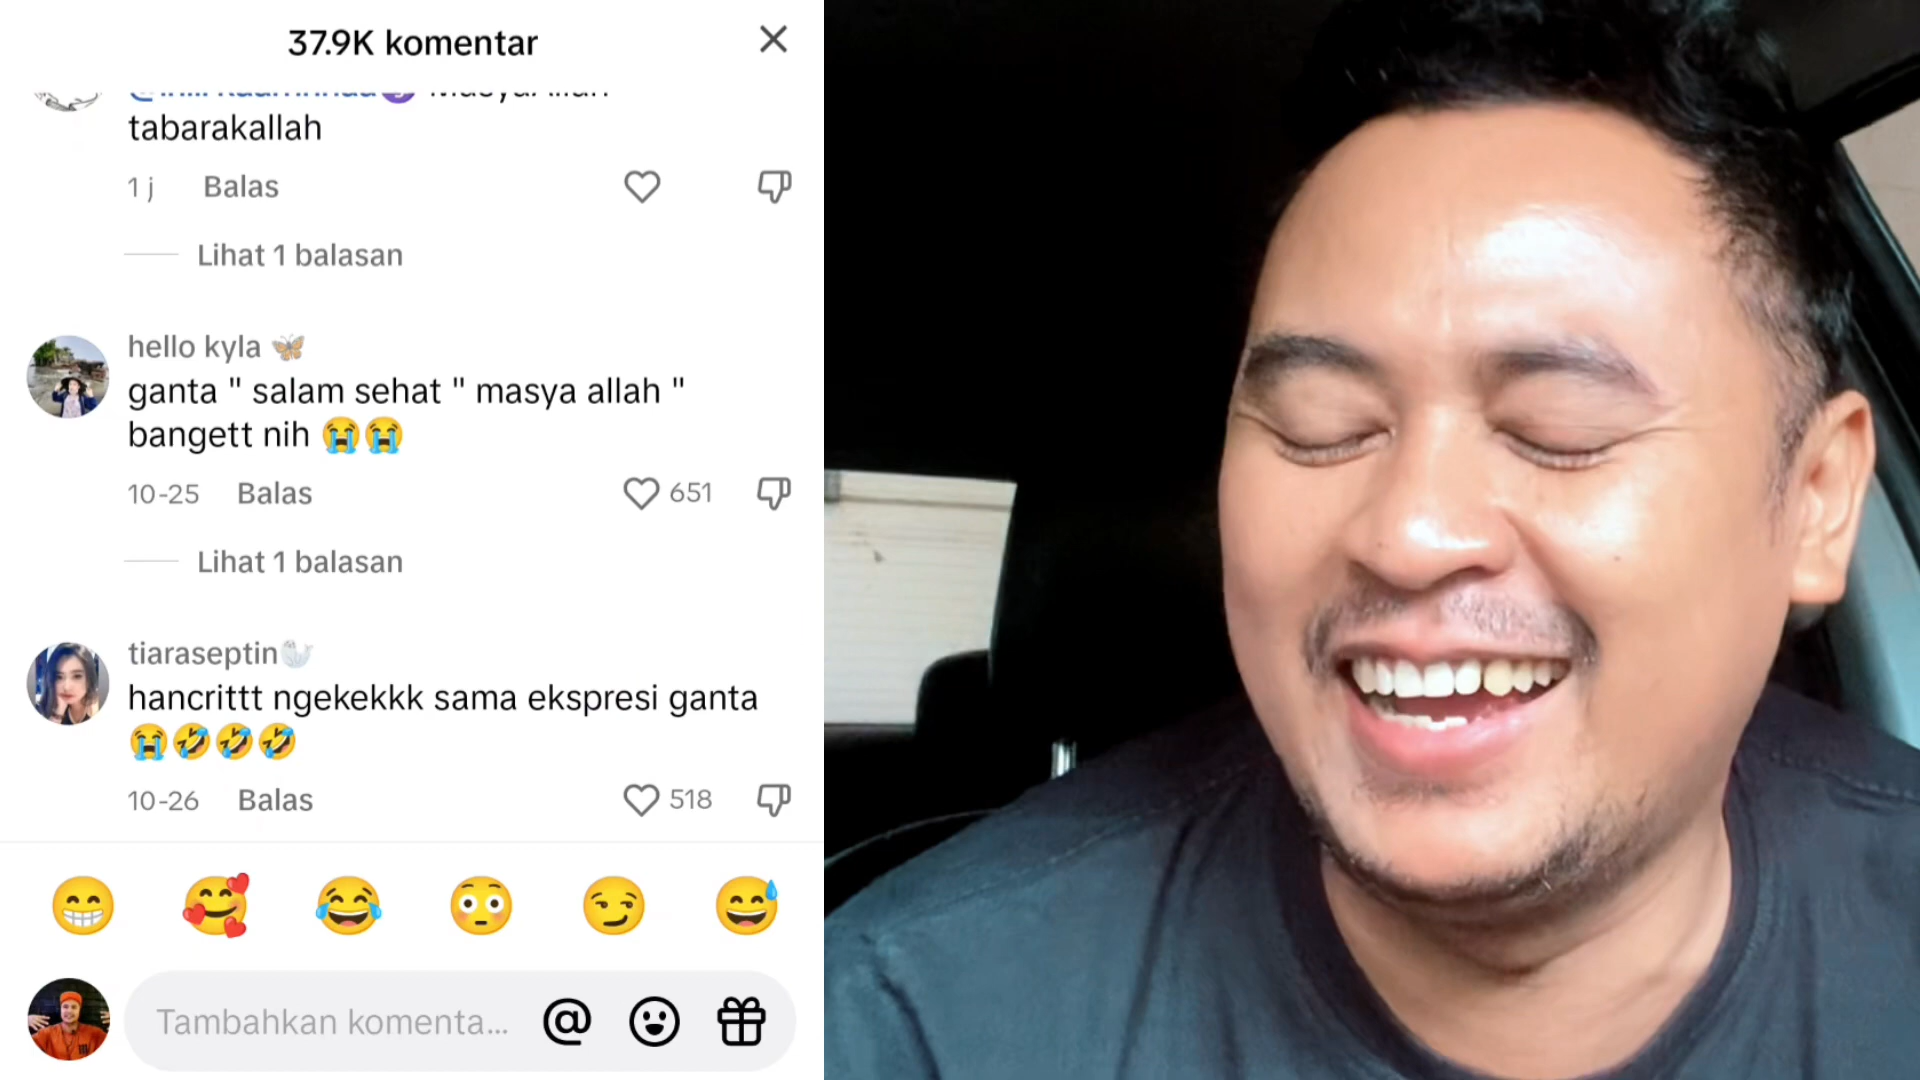 37.9K komentar
tabarakallah
1 j Balas
Lihat 1 balasan
hello kyla 🦋
ganta " salam sehat " masya allah "
bangett nih 😭😭
10-25 Balas 651
Lihat 1 balasan
tiaraseptin🦭
hancrittt ngekekkk sama ekspresi ganta
😭🤣🤣🤣
10-26 Balas 518
Tambahkan komenta...